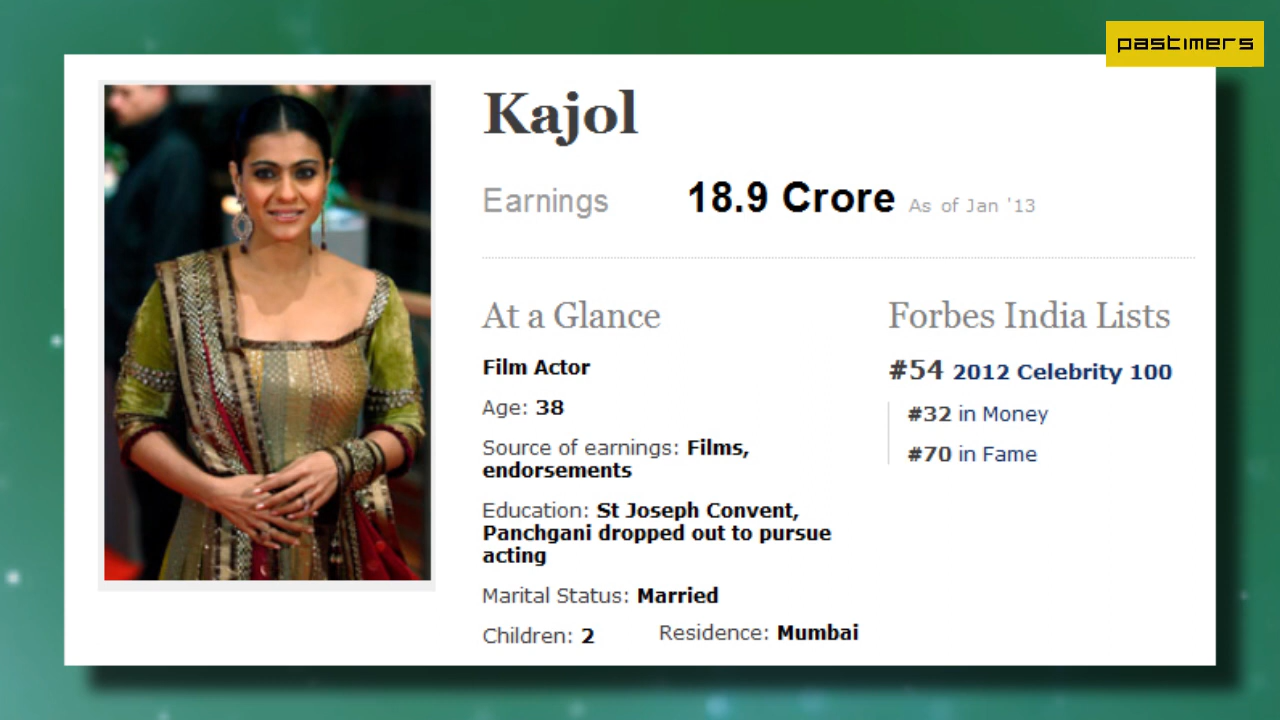 pastimers
Kajol
Earnings 18.9 Crore As of Jan '13
At a Glance
Film Actor
Age: 38
Source of earnings: Films,
endorsements
Education: St Joseph Convent,
Panchgani dropped out to pursue
acting
Marital Status: Married
Children: 2 Residence: Mumbai
Forbes India Lists
#54 2012 Celebrity 100
#32 in Money
#70 in Fame